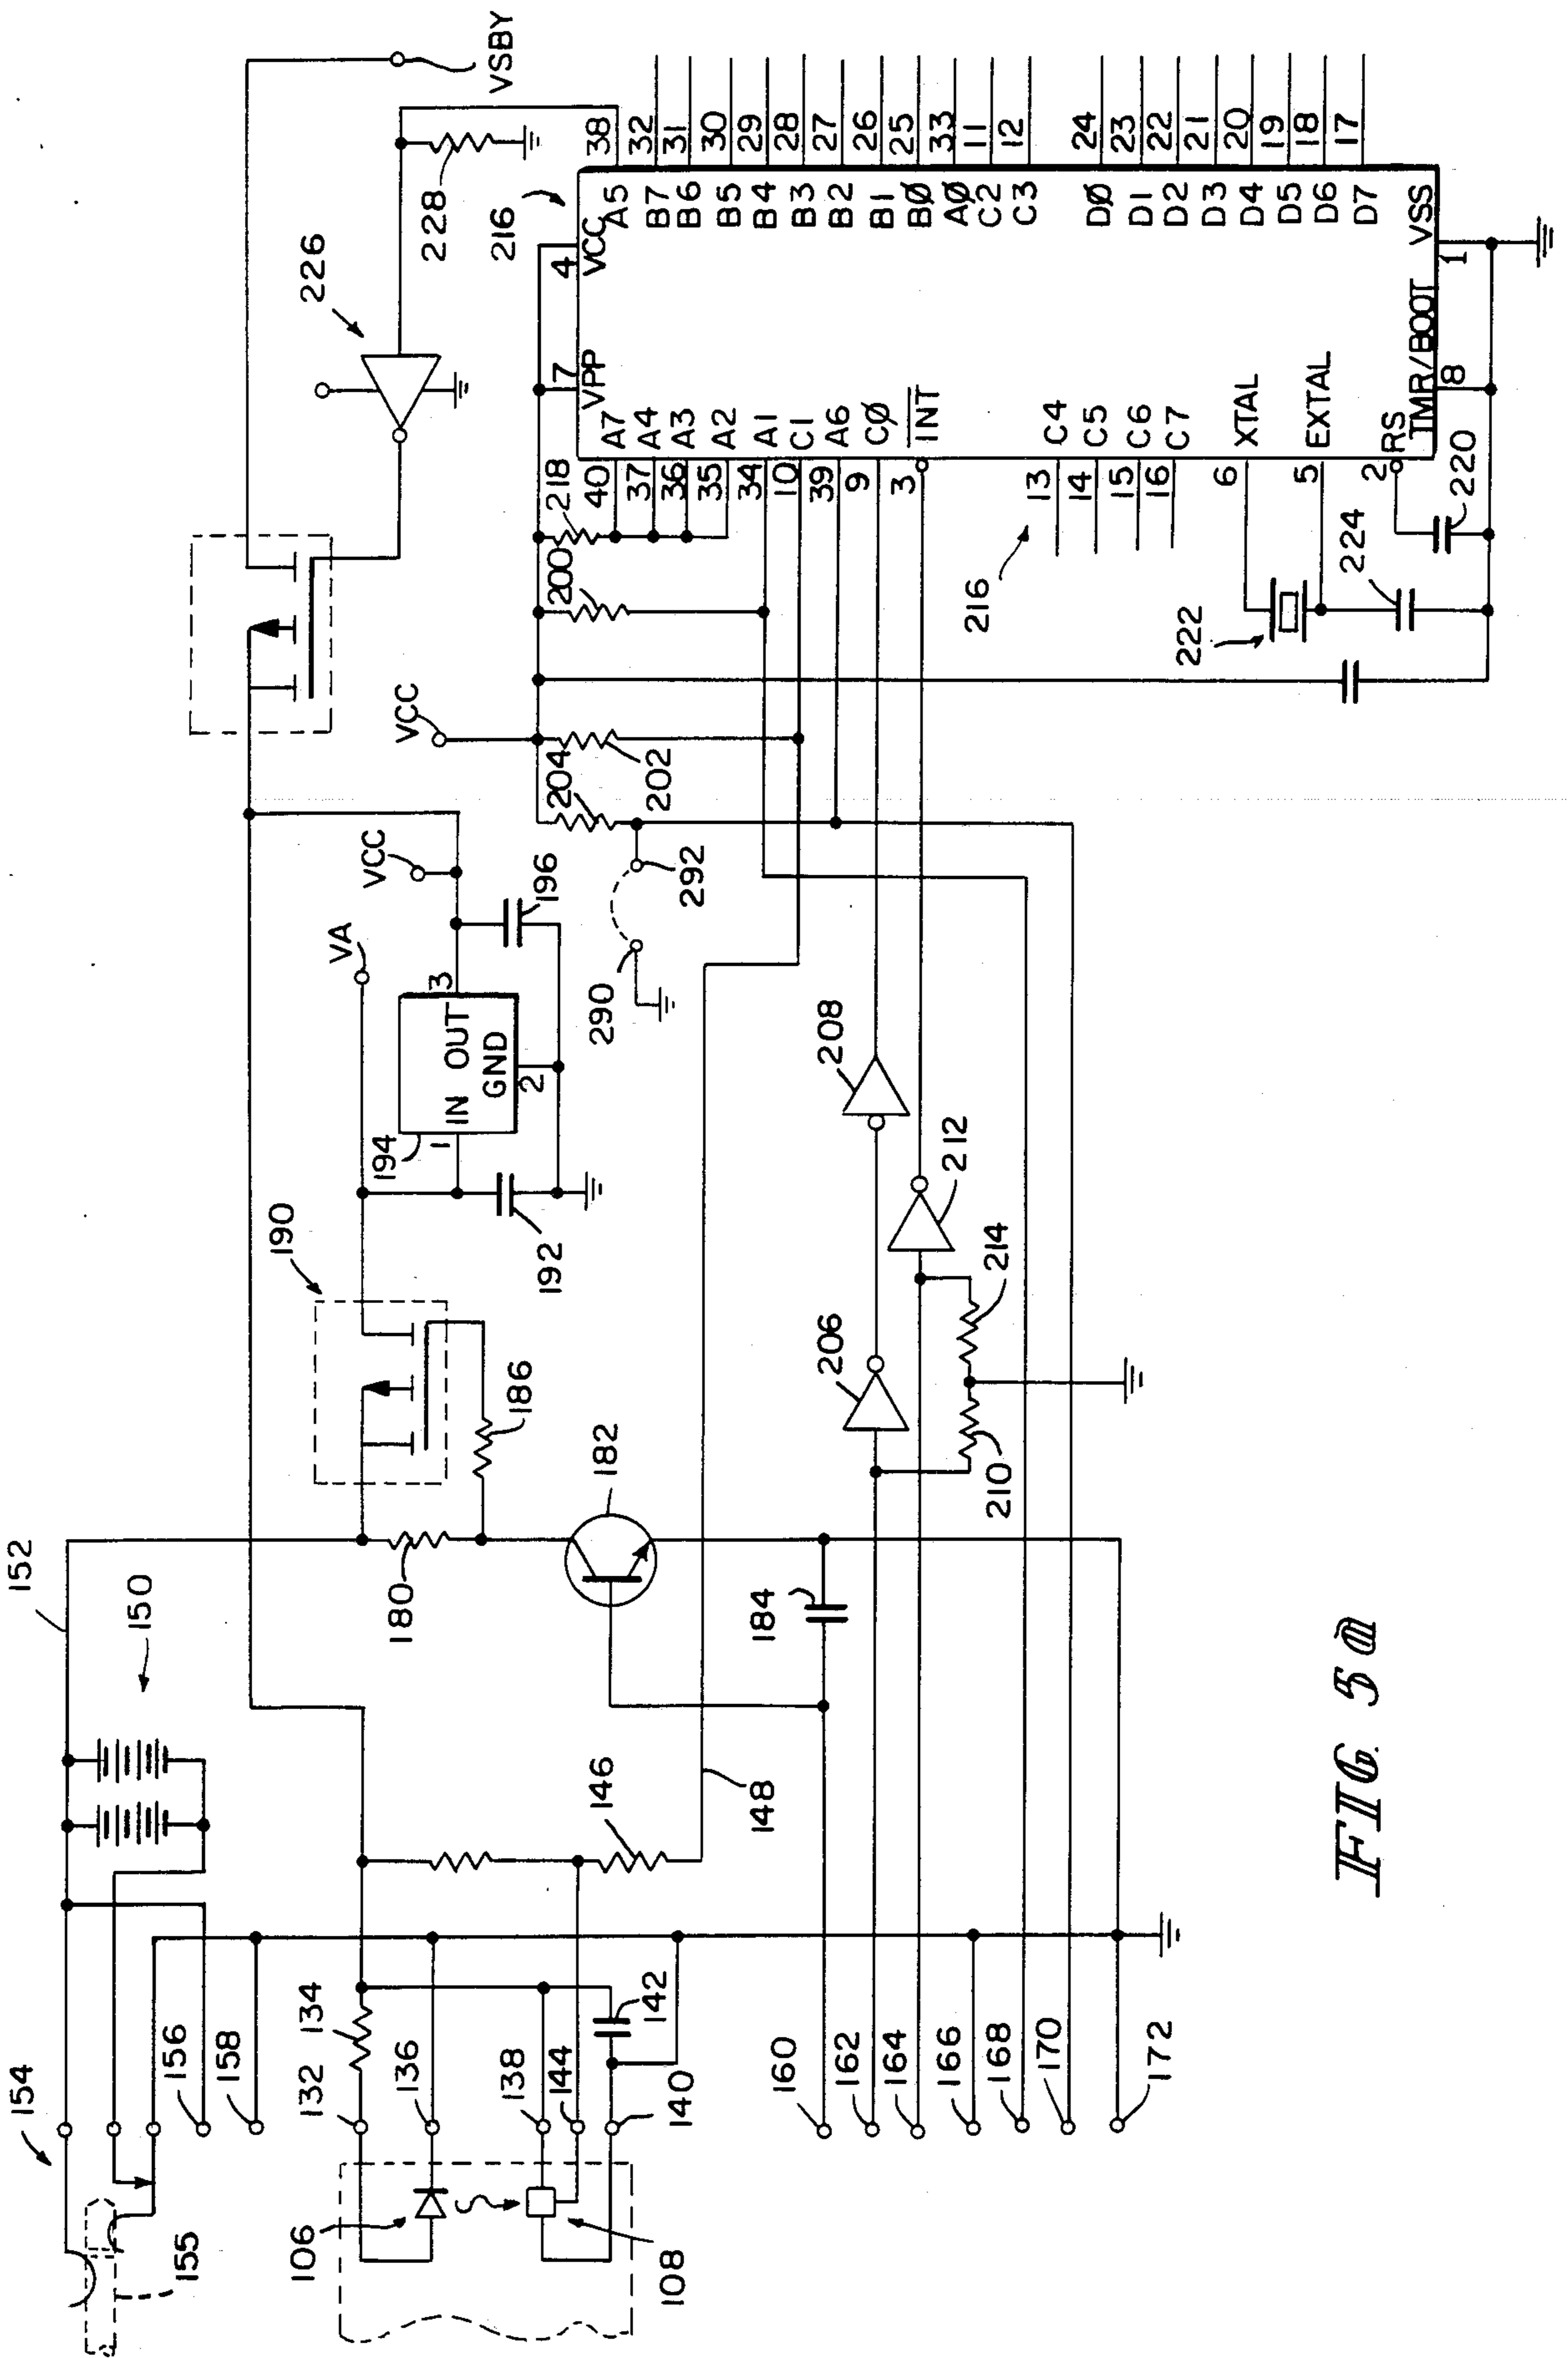 154
155
156
158
152
150
106
108
132
134
136
138
144
140
142
146
148
160
162
164
166
168
170
172
180
182
184
186
190
192
194
1 IN OUT 3
GND
2
196
VA
VCC
290
292
204
202
VCC
200
218
206
208
210
212
214
226
228
VSBY
216
7
VPP
4
VCC
40 A7
37 A4
36 A3
35 A2
34 A1
10 C1
39 A6
9 CØ
3 INT
216
13 C4
14 C5
15 C6
16 C7
6 XTAL
5 EXTAL
2 RS
222
224
220
A5 38
B7 32
B6 31
B5 30
B4 29
B3 28
B2 27
B1 26
BØ 25
AØ 33
C2 11
C3 12
DØ 24
D1 23
D2 22
D3 21
D4 20
D5 19
D6 18
D7 17
TMR/BOOT
8
VSS
1
FIG 5a